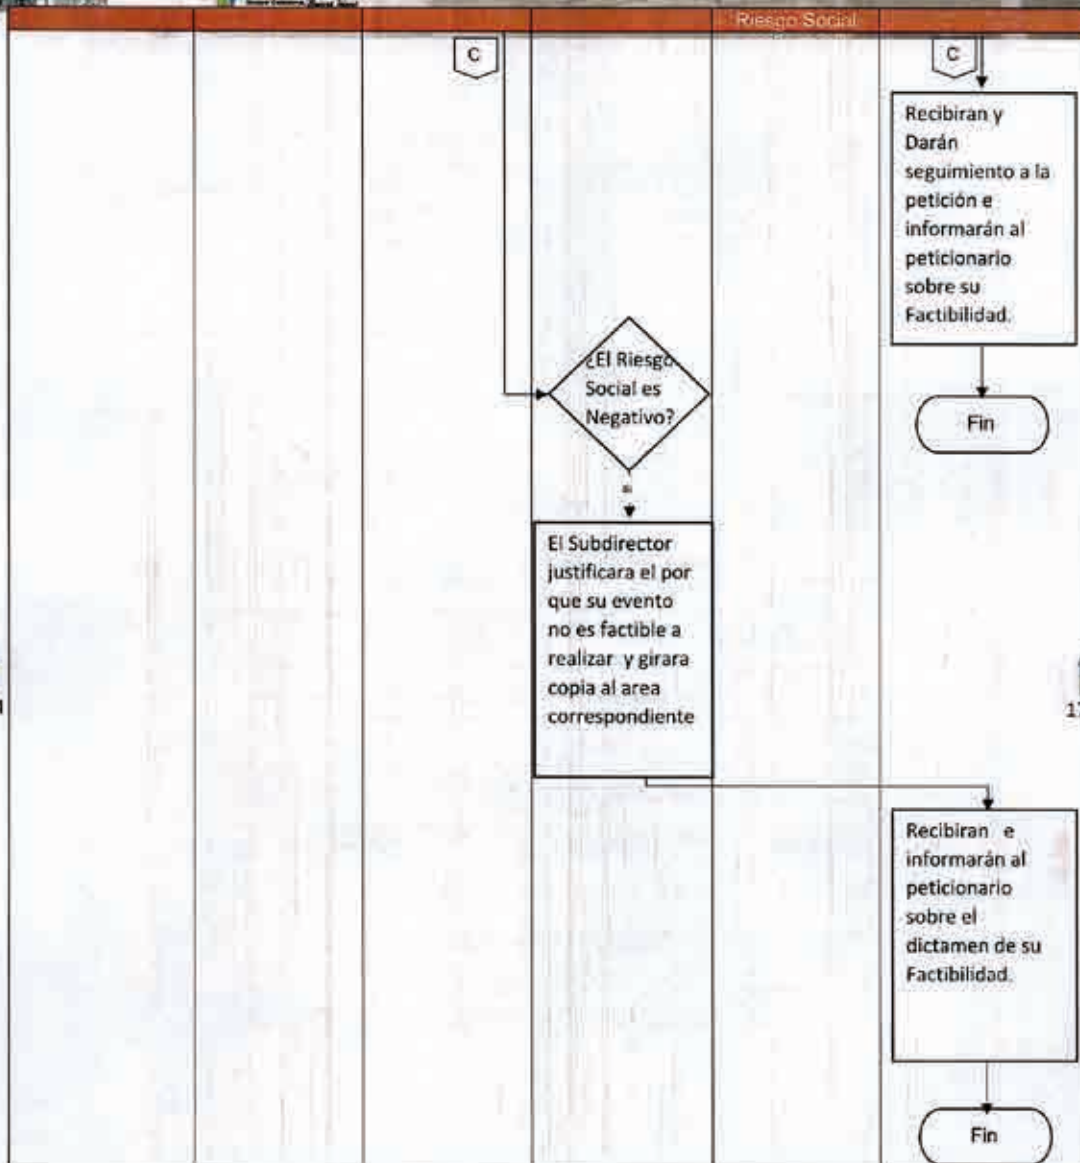 Riesgo Social
C
C
Recibiran y
Darán
seguimiento a la
petición e
informarán al
peticionario
sobre su
Factibilidad.
Fin
¿El Riesgo
Social es
Negativo?
El Subdirector
justificara el por
que su evento
no es factible a
realizar y girara
copia al area
correspondiente
Recibiran e
informarán al
peticionario
sobre el
dictamen de su
Factibilidad.
Fin